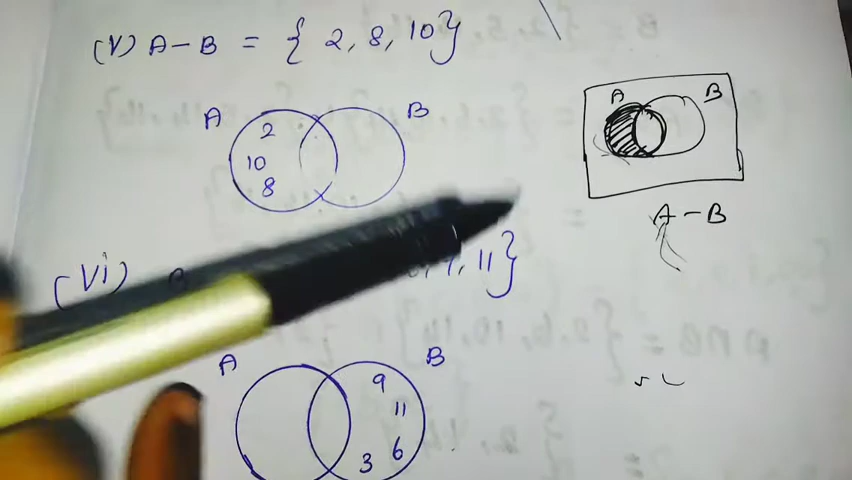 (V) A - B = { 2, 8, 10}
A B
2
10
8
A B
A - B
(Vi) 11}
A B
9
11
6
3